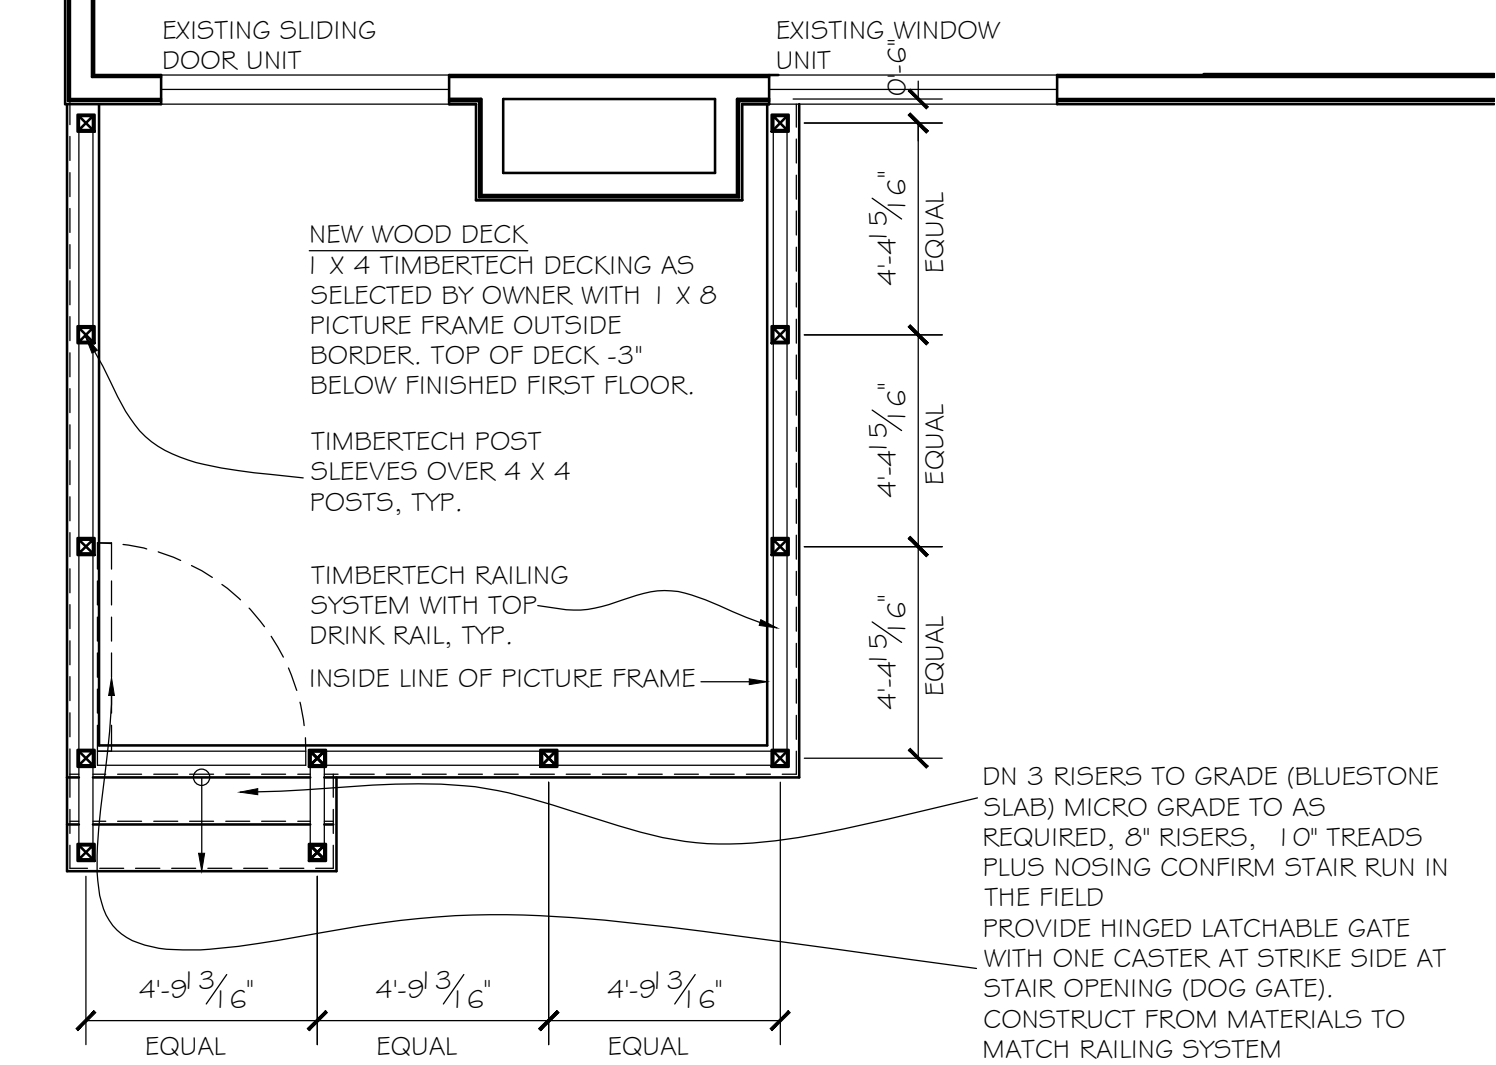 EXISTING SLIDING
DOOR UNIT
EXISTING WINDOW
UNIT
0'-6"
NEW WOOD DECK
1 X 4 TIMBERTECH DECKING AS
SELECTED BY OWNER WITH 1 X 8
PICTURE FRAME OUTSIDE
BORDER. TOP OF DECK -3"
BELOW FINISHED FIRST FLOOR.
TIMBERTECH POST
SLEEVES OVER 4 X 4
POSTS, TYP.
TIMBERTECH RAILING
SYSTEM WITH TOP
DRINK RAIL, TYP.
INSIDE LINE OF PICTURE FRAME
4'-4 15/16"
EQUAL
4'-4 15/16"
EQUAL
4'-4 15/16"
EQUAL
DN 3 RISERS TO GRADE (BLUESTONE
SLAB) MICRO GRADE TO AS
REQUIRED, 8" RISERS, 10" TREADS
PLUS NOSING CONFIRM STAIR RUN IN
THE FIELD
PROVIDE HINGED LATCHABLE GATE
WITH ONE CASTER AT STRIKE SIDE AT
STAIR OPENING (DOG GATE).
CONSTRUCT FROM MATERIALS TO
MATCH RAILING SYSTEM
4'-9 13/16"
EQUAL
4'-9 13/16"
EQUAL
4'-9 13/16"
EQUAL